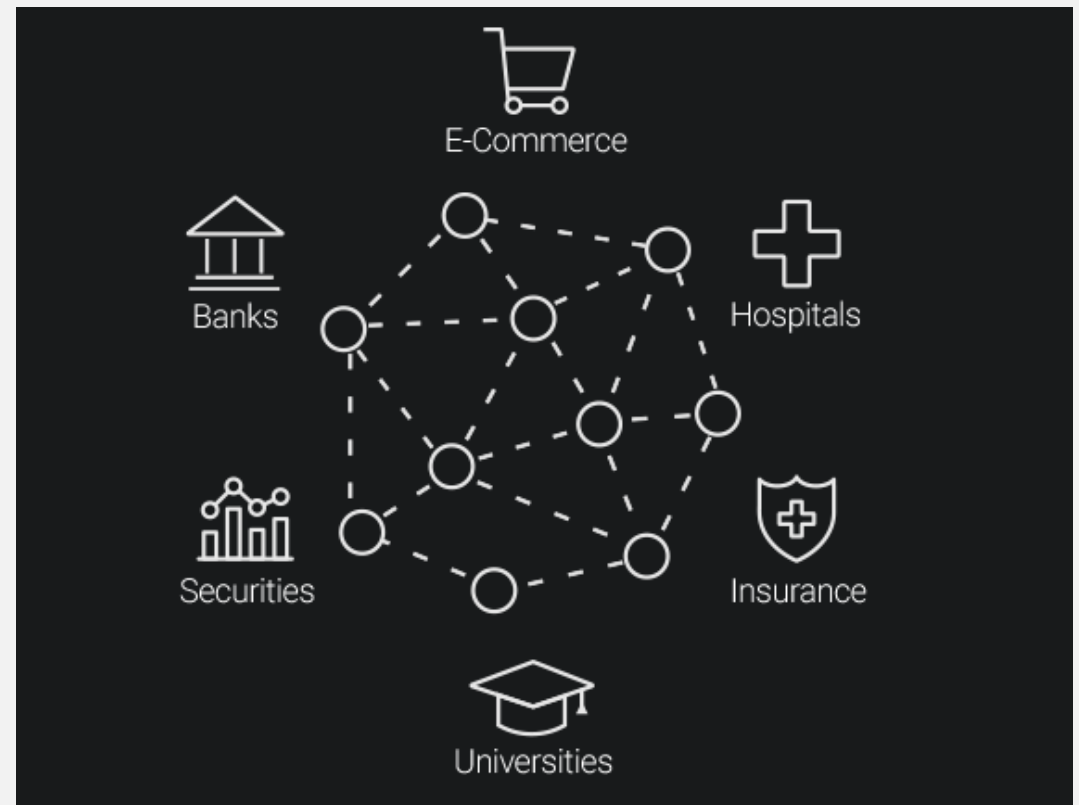 E-Commerce
Banks
Hospitals
Securities
Insurance
Universities